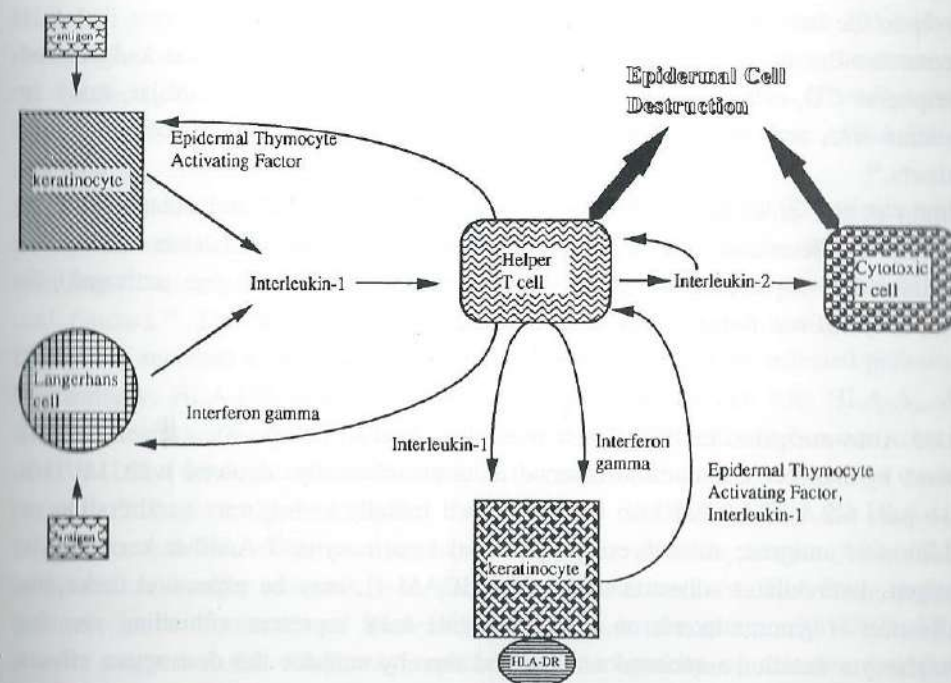 antigen
Epidermal Cell
Destruction
Epidermal Thymocyte
Activating Factor
keratinocyte
Helper
T cell
Interleukin-1
Interleukin-2
Cytotoxic
T cell
Langerhans
cell
Interferon gamma
Interleukin-1
Interferon
gamma
Epidermal Thymocyte
Activating Factor,
Interleukin-1
antigen
keratinocyte
HLA-DR